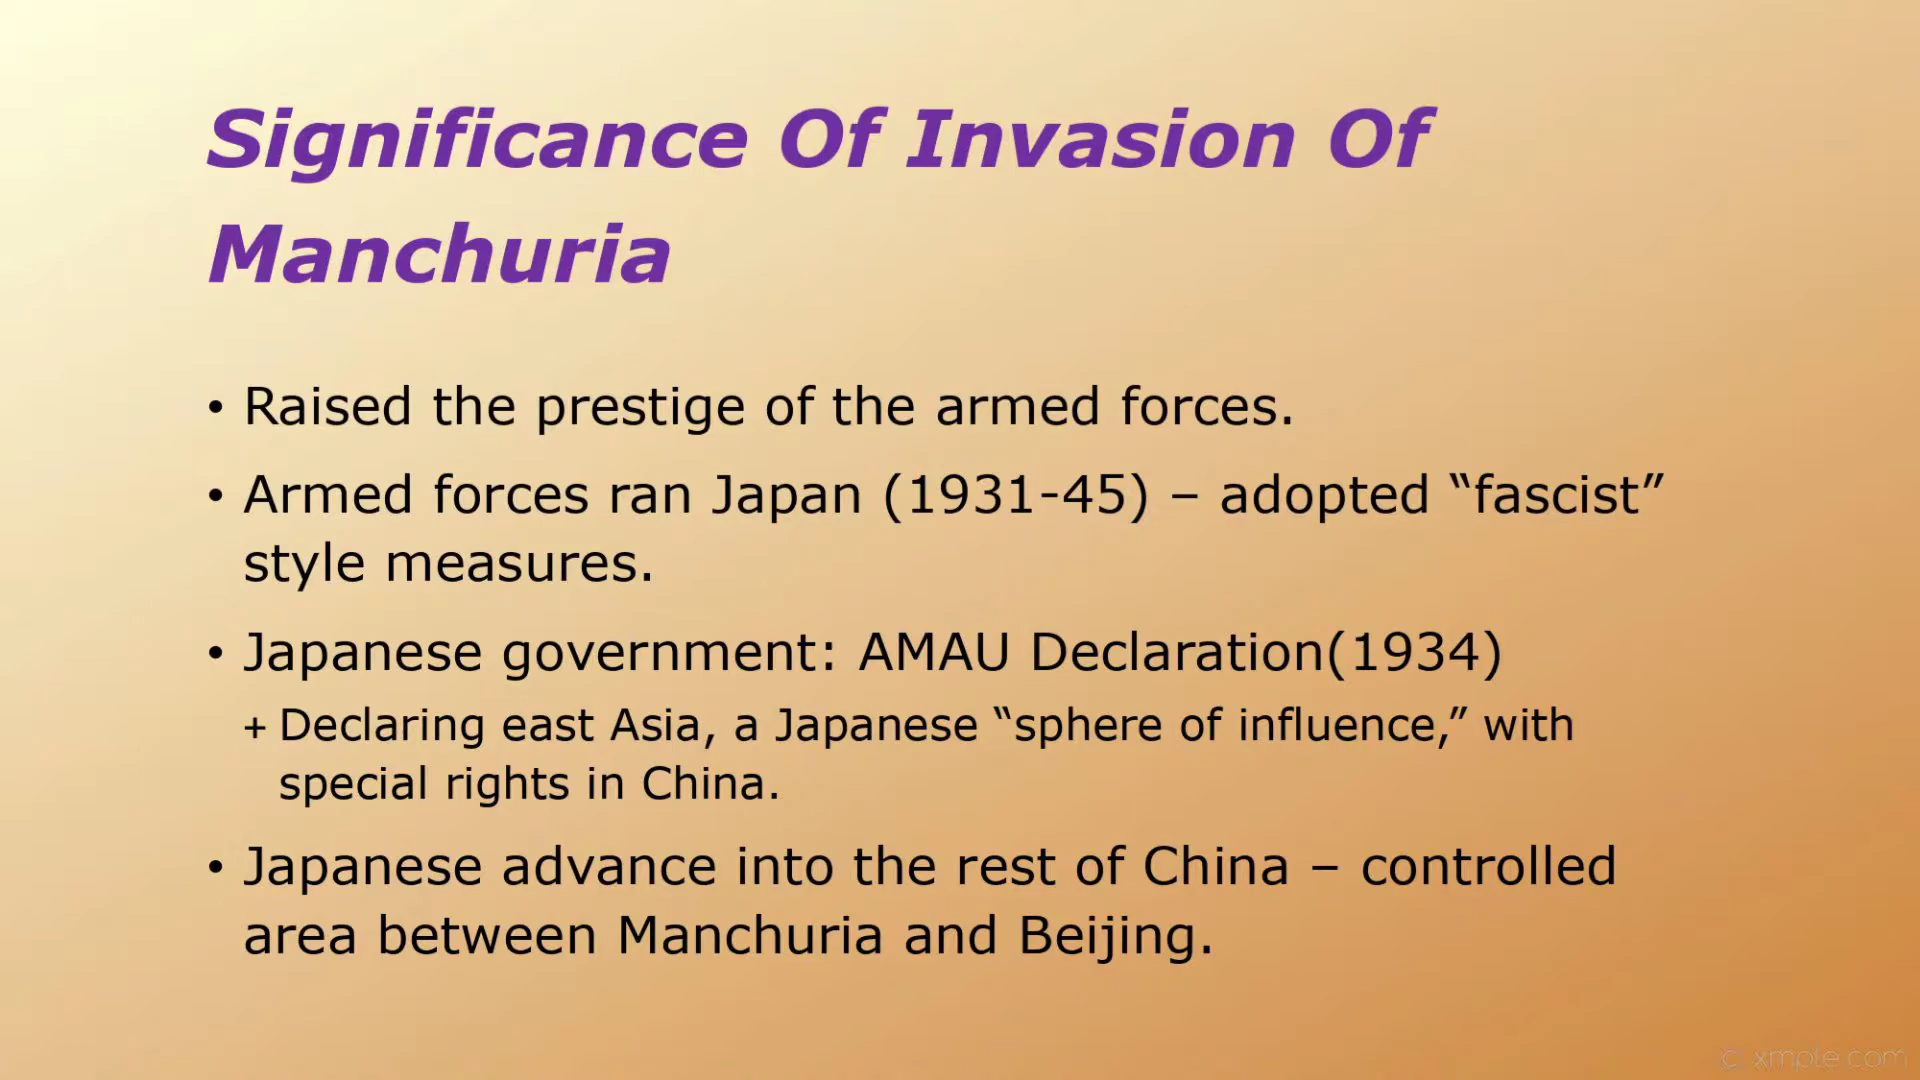 Significance Of Invasion Of
Manchuria
• Raised the prestige of the armed forces.
• Armed forces ran Japan (1931-45) – adopted “fascist”
style measures.
• Japanese government: AMAU Declaration(1934)
+ Declaring east Asia, a Japanese “sphere of influence,” with
special rights in China.
• Japanese advance into the rest of China – controlled
area between Manchuria and Beijing.
© xmple.com